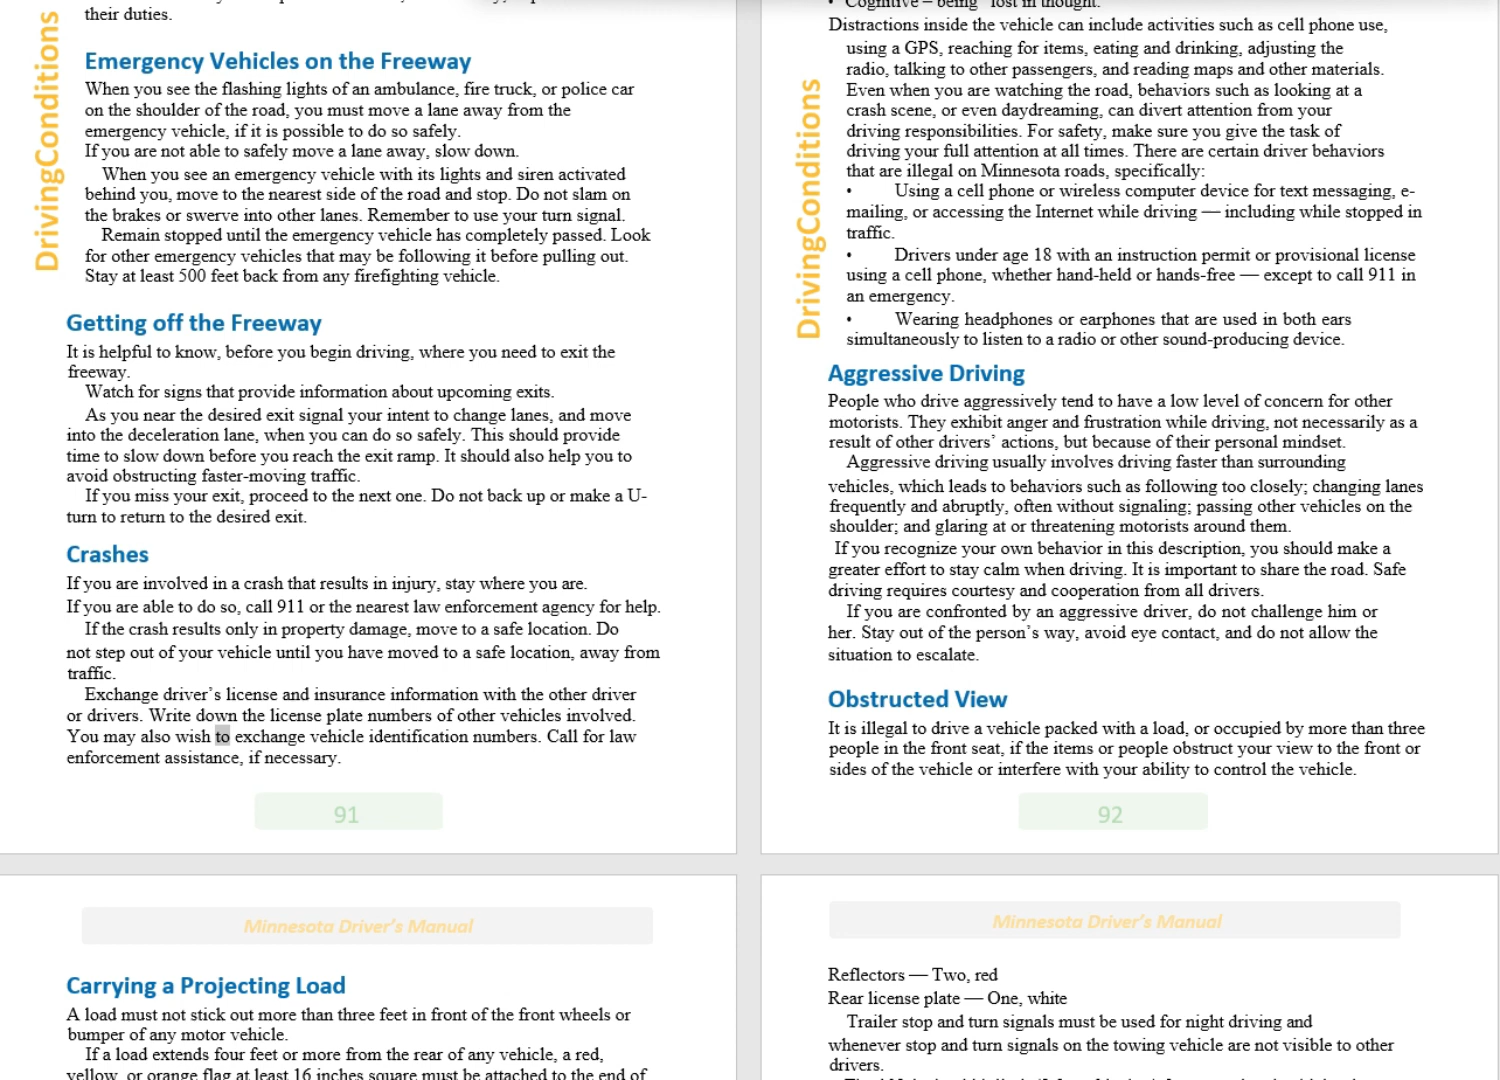 their duties.
DrivingConditions
Emergency Vehicles on the Freeway
When you see the flashing lights of an ambulance, fire truck, or police car
on the shoulder of the road, you must move a lane away from the
emergency vehicle, if it is possible to do so safely.
If you are not able to safely move a lane away, slow down.
When you see an emergency vehicle with its lights and siren activated
behind you, move to the nearest side of the road and stop. Do not slam on
the brakes or swerve into other lanes. Remember to use your turn signal.
Remain stopped until the emergency vehicle has completely passed. Look
for other emergency vehicles that may be following it before pulling out.
Stay at least 500 feet back from any firefighting vehicle.
Getting off the Freeway
It is helpful to know, before you begin driving, where you need to exit the
freeway.
Watch for signs that provide information about upcoming exits.
As you near the desired exit signal your intent to change lanes, and move
into the deceleration lane, when you can do so safely. This should provide
time to slow down before you reach the exit ramp. It should also help you to
avoid obstructing faster-moving traffic.
If you miss your exit, proceed to the next one. Do not back up or make a U-
turn to return to the desired exit.
Crashes
If you are involved in a crash that results in injury, stay where you are.
If you are able to do so, call 911 or the nearest law enforcement agency for help.
If the crash results only in property damage, move to a safe location. Do
not step out of your vehicle until you have moved to a safe location, away from
traffic.
Exchange driver's license and insurance information with the other driver
or drivers. Write down the license plate numbers of other vehicles involved.
You may also wish to exchange vehicle identification numbers. Call for law
enforcement assistance, if necessary.
91
• Cognitive – being "lost in thought.
Distractions inside the vehicle can include activities such as cell phone use,
using a GPS, reaching for items, eating and drinking, adjusting the
radio, talking to other passengers, and reading maps and other materials.
Even when you are watching the road, behaviors such as looking at a
crash scene, or even daydreaming, can divert attention from your
driving responsibilities. For safety, make sure you give the task of
driving your full attention at all times. There are certain driver behaviors
that are illegal on Minnesota roads, specifically:
• Using a cell phone or wireless computer device for text messaging, e-
mailing, or accessing the Internet while driving — including while stopped in
traffic.
• Drivers under age 18 with an instruction permit or provisional license
using a cell phone, whether hand-held or hands-free — except to call 911 in
an emergency.
• Wearing headphones or earphones that are used in both ears
simultaneously to listen to a radio or other sound-producing device.
DrivingConditions
Aggressive Driving
People who drive aggressively tend to have a low level of concern for other
motorists. They exhibit anger and frustration while driving, not necessarily as a
result of other drivers' actions, but because of their personal mindset.
Aggressive driving usually involves driving faster than surrounding
vehicles, which leads to behaviors such as following too closely; changing lanes
frequently and abruptly, often without signaling; passing other vehicles on the
shoulder; and glaring at or threatening motorists around them.
If you recognize your own behavior in this description, you should make a
greater effort to stay calm when driving. It is important to share the road. Safe
driving requires courtesy and cooperation from all drivers.
If you are confronted by an aggressive driver, do not challenge him or
her. Stay out of the person's way, avoid eye contact, and do not allow the
situation to escalate.
Obstructed View
It is illegal to drive a vehicle packed with a load, or occupied by more than three
people in the front seat, if the items or people obstruct your view to the front or
sides of the vehicle or interfere with your ability to control the vehicle.
92
Minnesota Driver's Manual
Carrying a Projecting Load
A load must not stick out more than three feet in front of the front wheels or
bumper of any motor vehicle.
If a load extends four feet or more from the rear of any vehicle, a red,
yellow, or orange flag at least 16 inches square must be attached to the end of
Minnesota Driver's Manual
Reflectors — Two, red
Rear license plate — One, white
Trailer stop and turn signals must be used for night driving and
whenever stop and turn signals on the towing vehicle are not visible to other
drivers.